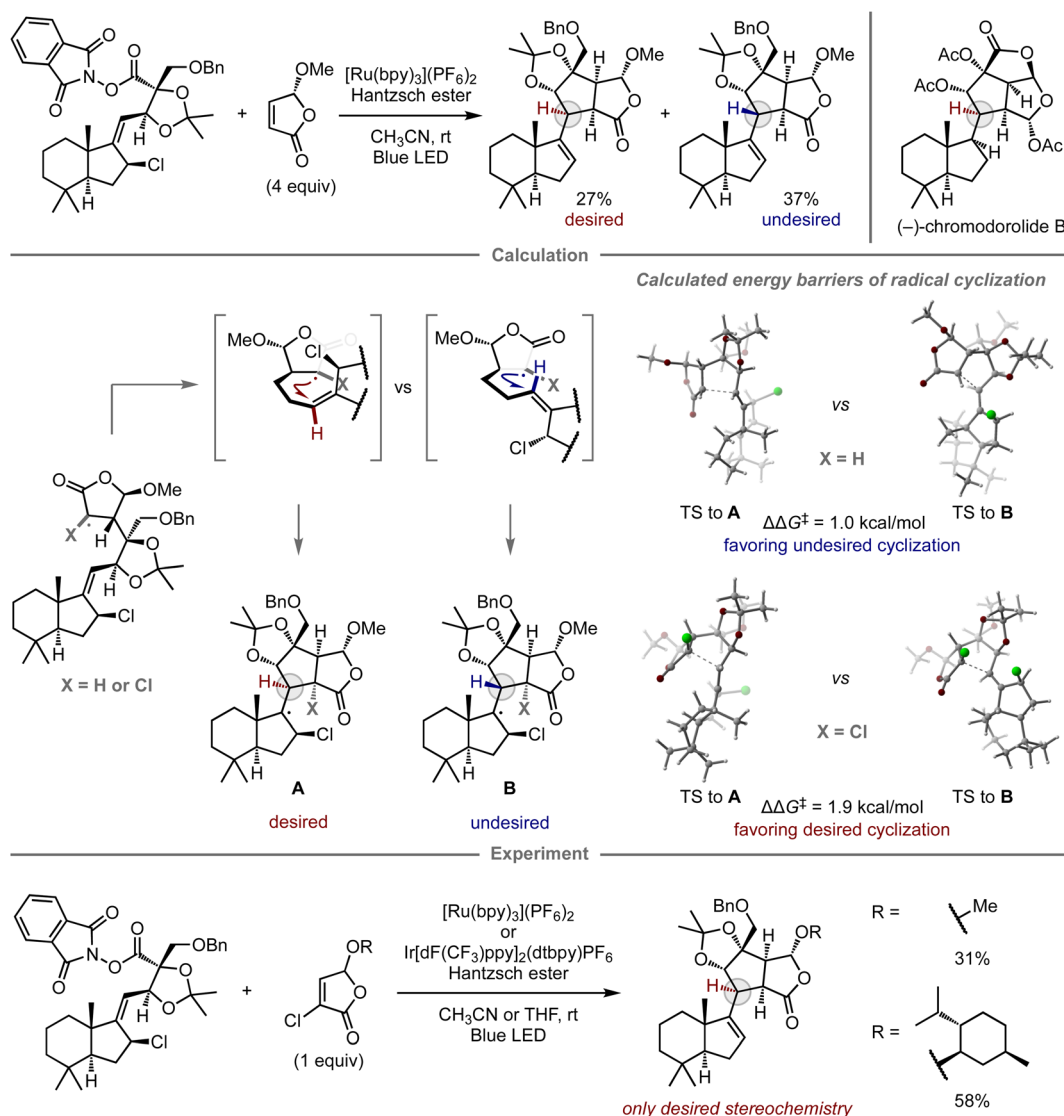 O
O
N
O
O
OBn
O
O
H
Cl
H
+
OMe
O
O
(4 equiv)
[Ru(bpy)3](PF6)2
Hantzsch ester
CH3CN, rt
Blue LED
BnO
O
O
H
OMe
H
H
O
O
H
27%
desired
+
BnO
O
O
H
OMe
H
H
O
O
H
37%
undesired
O
AcO
O
AcO
H
O
H
H
H
OAc
H
(–)-chromodorolide B
Calculation
Calculated energy barriers of radical cyclization
MeO
O
O
Cl
X
H
vs
MeO
O
O
H
X
Cl
vs
X = H
TS to A
TS to B
ΔΔG‡ = 1.0 kcal/mol
favoring undesired cyclization
O
O
OMe
X
H
OBn
O
O
H
Cl
H
X = H or Cl
BnO
O
O
H
OMe
H
O
X
O
Cl
H
A
desired
BnO
O
O
H
OMe
H
O
X
O
Cl
H
B
undesired
vs
X = Cl
TS to A
TS to B
ΔΔG‡ = 1.9 kcal/mol
favoring desired cyclization
Experiment
O
O
N
O
O
OBn
O
O
H
Cl
H
+
OR
O
Cl
O
(1 equiv)
[Ru(bpy)3](PF6)2
or
Ir[dF(CF3)ppy]2(dtbpy)PF6
Hantzsch ester
CH3CN or THF, rt
Blue LED
BnO
O
O
H
OR
H
H
O
O
H
only desired stereochemistry
R =
Me
31%
R =
58%